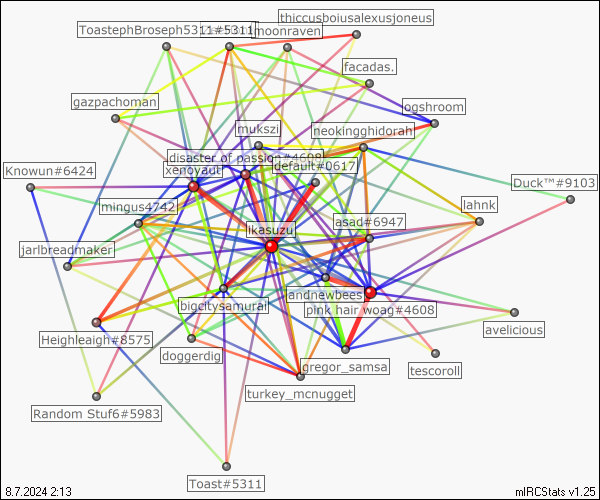 thiccusboiusalexusjoneus
ToastephBroseph5311#5311
moonraven
facadas.
gazpachoman
ogshroom
mukszi
neokingghidorah
disaster of passion#4608
default#0617
xenoyaut
Knowun#6424
Duck™#9103
mingus4742
lahnk
likasuzu
asad#6947
jarlbreadmaker
andnewbees
bigcitysamurai
pink hair woag#4608
avelicious
Heighleaigh#8575
doggerdig
gregor_samsa
tescoroll
turkey_mcnugget
Random Stuf6#5983
Toast#5311
8.7.2024 2:13
mIRCStats v1.25